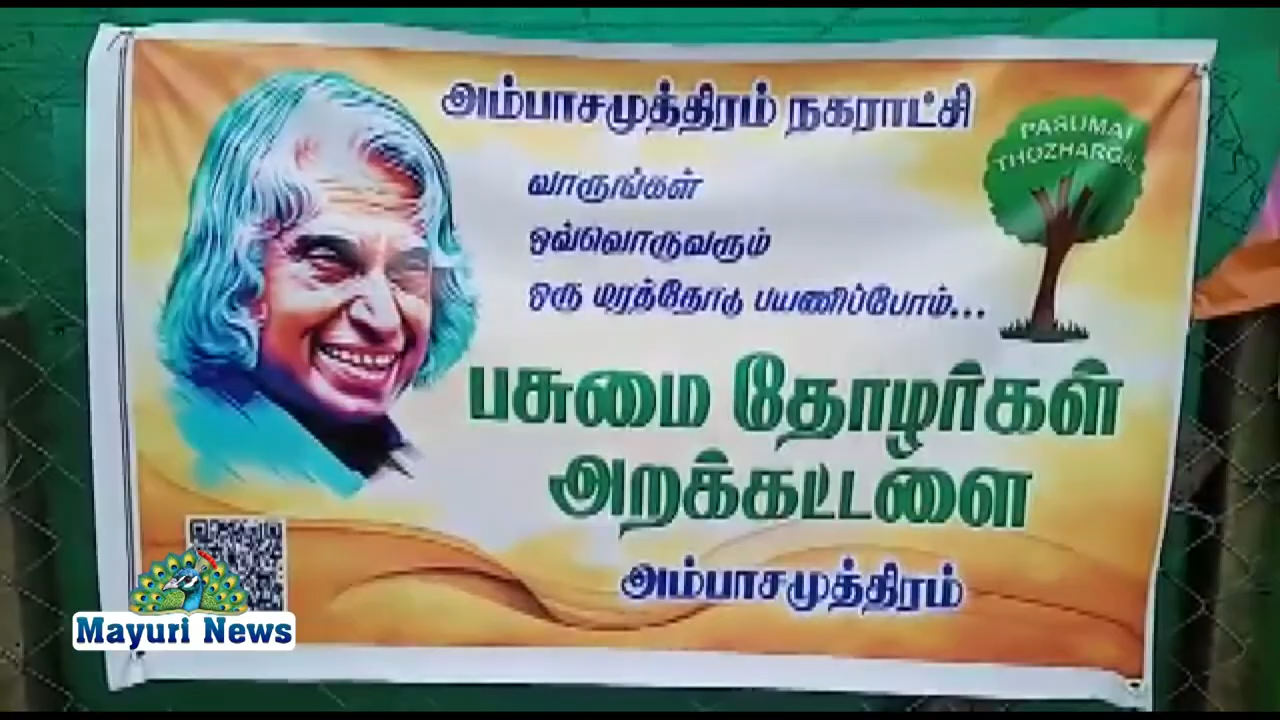 அம்பாசமுத்திரம் நகராட்சி
PASUMAI
THOZHARGAL
வாருங்கள்
ஒவ்வொருவரும்
ஒரு மரத்தோடு பயணிப்போம்...
பசுமை தோழர்கள்
அறக்கட்டளை
அம்பாசமுத்திரம்
Mayuri News